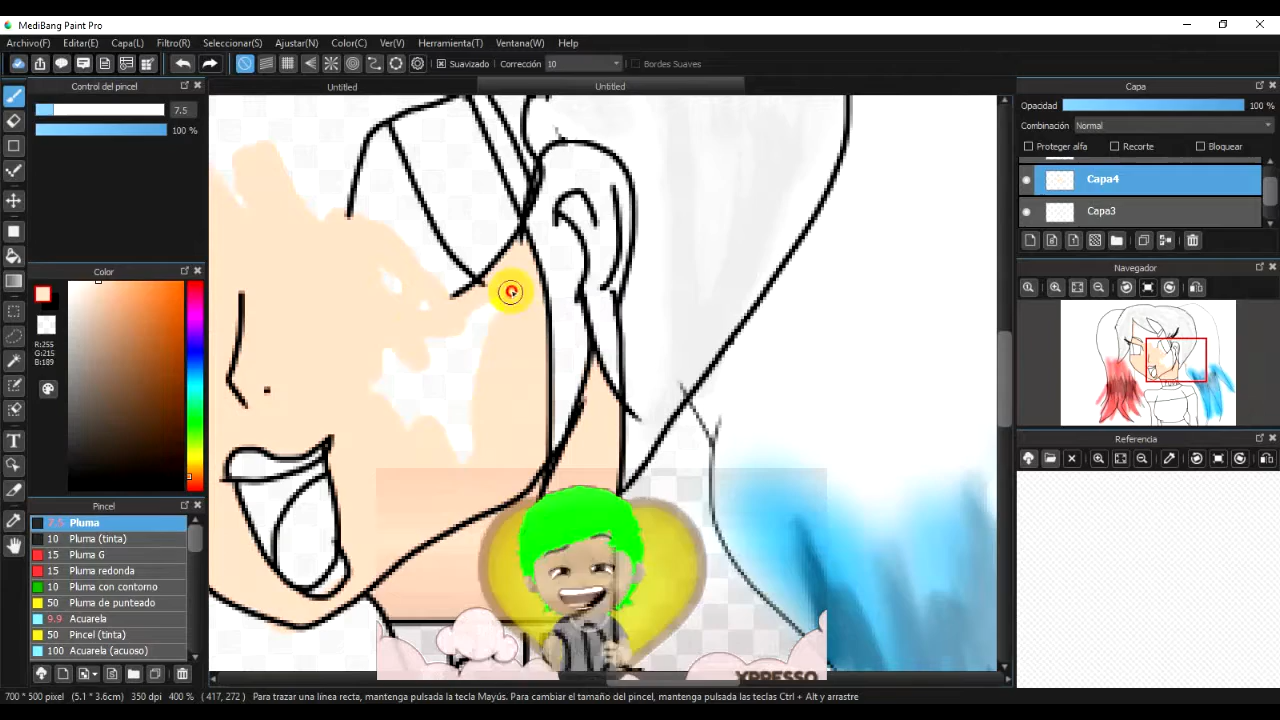 MediBang Paint Pro
Archivo(F) Editar(E) Capa(L) Filtro(R) Seleccionar(S) Ajustar(N) Color(C) Ver(V) Herramienta(T) Ventana(W) Help
Suavizado Corrección 10 Bordes Suaves
Control del pincel
Untitled
Untitled
Capa
7.5
100 %
Opacidad 100 %
Combinación Normal
Proteger alfa Recorte Bloquear
Capa4
Capa3
Color
Navegador
R:255
G:215
B:189
Referencia
Pincel
7.5 Pluma
10 Pluma (tinta)
15 Pluma G
15 Pluma redonda
10 Pluma con contorno
50 Pluma de punteado
9.9 Acuarela
50 Pincel (tinta)
100 Acuarela (acuoso)
XPRESSO
700 * 500 pixel (5.1 * 3.6cm) 350 dpi 400 % ( 417, 272 ) Para trazar una línea recta, mantenga pulsada la tecla Mayús. Para cambiar el tamaño del pincel, mantenga pulsadas las teclas Ctrl + Alt y arrastre